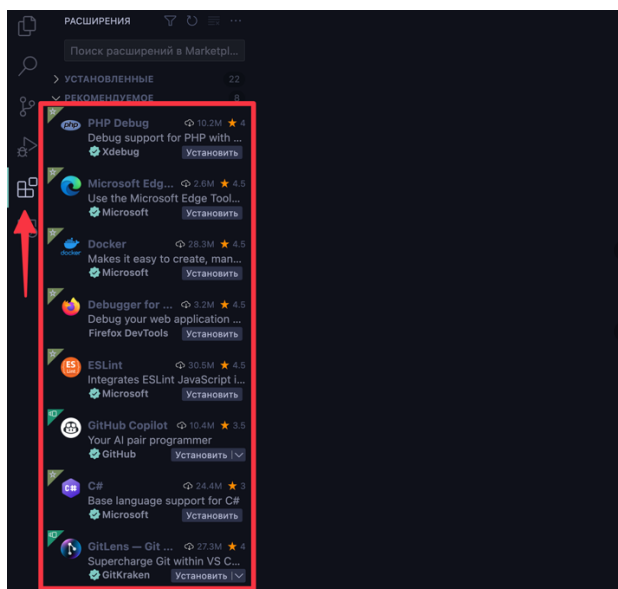 РАСШИРЕНИЯ
Поиск расширений в Marketpl...
УСТАНОВЛЕННЫЕ 22
РЕКОМЕНДУЕМОЕ 8
php PHP Debug 10.2M ★ 4
Debug support for PHP with ...
Xdebug Установить
Microsoft Edg... 2.6M ★ 4.5
Use the Microsoft Edge Tool...
Microsoft Установить
Docker 28.3M ★ 4.5
docker Makes it easy to create, man...
Microsoft Установить
Debugger for ... 3.2M ★ 4.5
Debug your web application ...
Firefox DevTools Установить
ES Lint ESLint 30.5M ★ 4.5
Integrates ESLint JavaScript i...
Microsoft Установить
GitHub Copilot 10.4M ★ 3.5
Your AI pair programmer
GitHub Установить
C# C# 24.4M ★ 3
Base language support for C#
Microsoft Установить
GitLens — Git ... 27.3M ★ 4
Supercharge Git within VS C...
GitKraken Установить